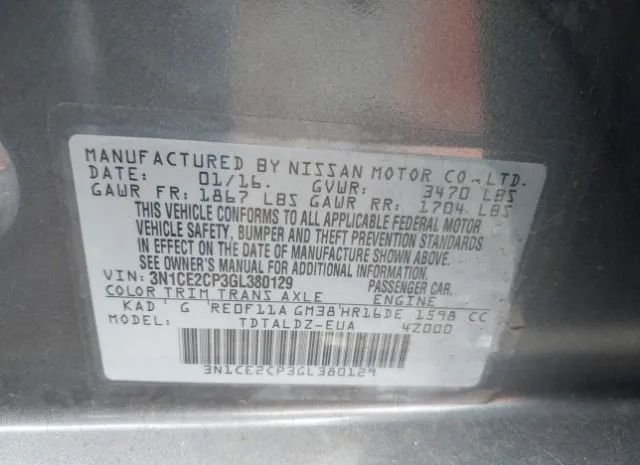 MANUFACTURED BY NISSAN MOTOR CO., LTD.
DATE: 01/16. GVWR: 3470 LBS
GAWR FR: 1867 LBS GAWR RR: 1704 LBS
THIS VEHICLE CONFORMS TO ALL APPLICABLE FEDERAL MOTOR
VEHICLE SAFETY, BUMPER AND THEFT PREVENTION STANDARDS
IN EFFECT ON THE DATE OF MANUFACTURE SHOWN ABOVE.
SEE OWNER'S MANUAL FOR ADDITIONAL INFORMATION.
VIN: 3N1CE2CP3GL380129 PASSENGER CAR.
COLOR TRIM TRANS AXLE ENGINE
KAD G RE0F11A GM38 HR16DE 1598 CC
MODEL: TDTALDZ-EUA 4Z000
3N1CE2CP3GL380129